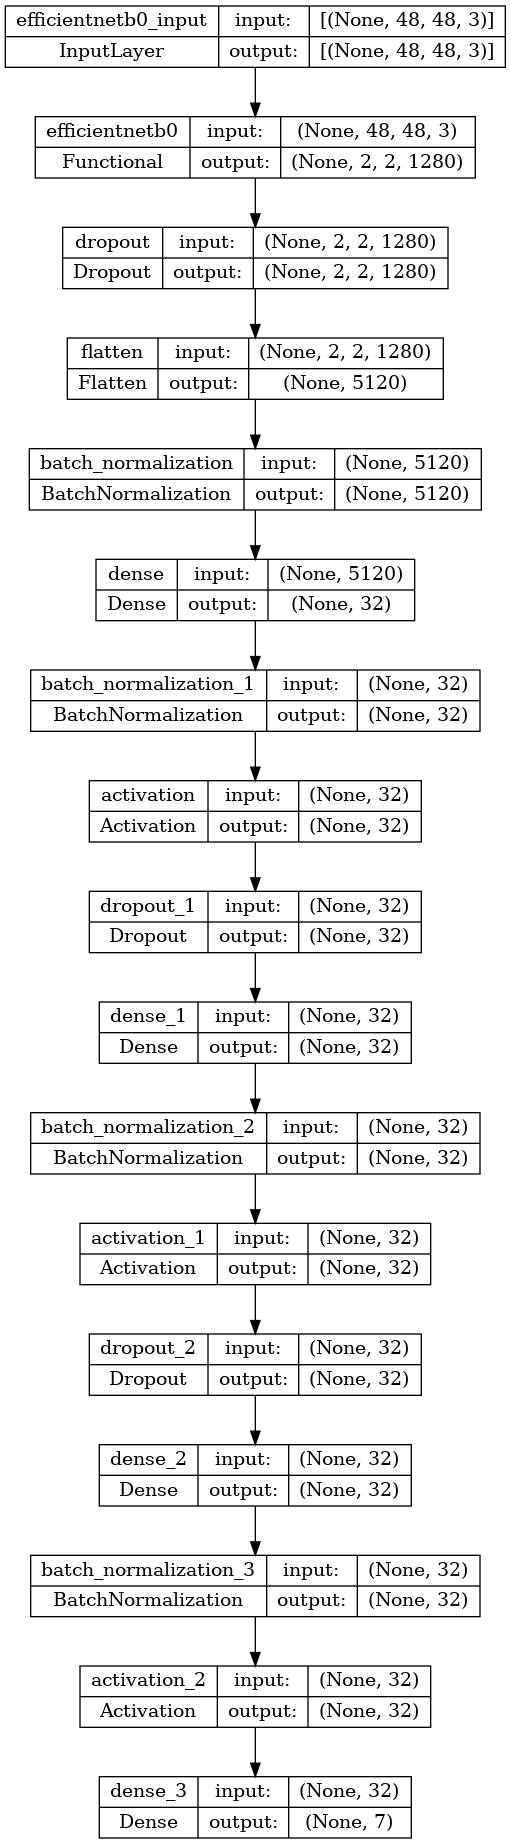 efficientnetb0_input input: [(None, 48, 48, 3)]
InputLayer output: [(None, 48, 48, 3)]
efficientnetb0 input: (None, 48, 48, 3)
Functional output: (None, 2, 2, 1280)
dropout input: (None, 2, 2, 1280)
Dropout output: (None, 2, 2, 1280)
flatten input: (None, 2, 2, 1280)
Flatten output: (None, 5120)
batch_normalization input: (None, 5120)
BatchNormalization output: (None, 5120)
dense input: (None, 5120)
Dense output: (None, 32)
batch_normalization_1 input: (None, 32)
BatchNormalization output: (None, 32)
activation input: (None, 32)
Activation output: (None, 32)
dropout_1 input: (None, 32)
Dropout output: (None, 32)
dense_1 input: (None, 32)
Dense output: (None, 32)
batch_normalization_2 input: (None, 32)
BatchNormalization output: (None, 32)
activation_1 input: (None, 32)
Activation output: (None, 32)
dropout_2 input: (None, 32)
Dropout output: (None, 32)
dense_2 input: (None, 32)
Dense output: (None, 32)
batch_normalization_3 input: (None, 32)
BatchNormalization output: (None, 32)
activation_2 input: (None, 32)
Activation output: (None, 32)
dense_3 input: (None, 32)
Dense output: (None, 7)